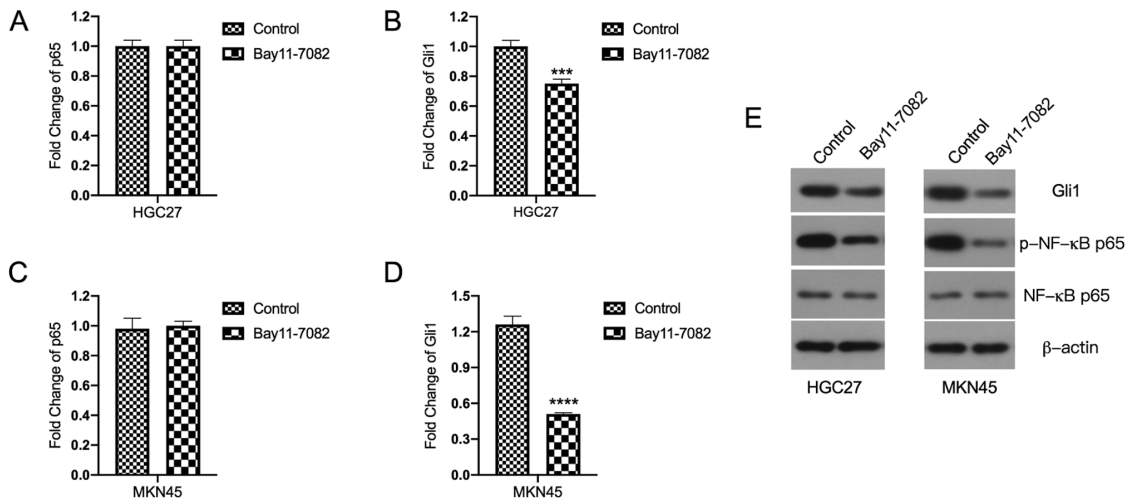 A
Fold Change of p65
1.2
1.0
0.8
0.6
0.4
0.2
0.0
HGC27
Control
Bay11-7082
B
Fold Change of Gli1
1.2
1.0
0.8
0.6
0.4
0.2
0.0
***
HGC27
Control
Bay11-7082
C
Fold Change of p65
1.2
1.0
0.8
0.6
0.4
0.2
0.0
MKN45
Control
Bay11-7082
D
Fold Change of Gli1
1.5
1.2
0.9
0.6
0.3
0.0
****
MKN45
Control
Bay11-7082
E
Control Bay11-7082 Control Bay11-7082
Gli1
p-NF-κB p65
NF-κB p65
β-actin
HGC27 MKN45